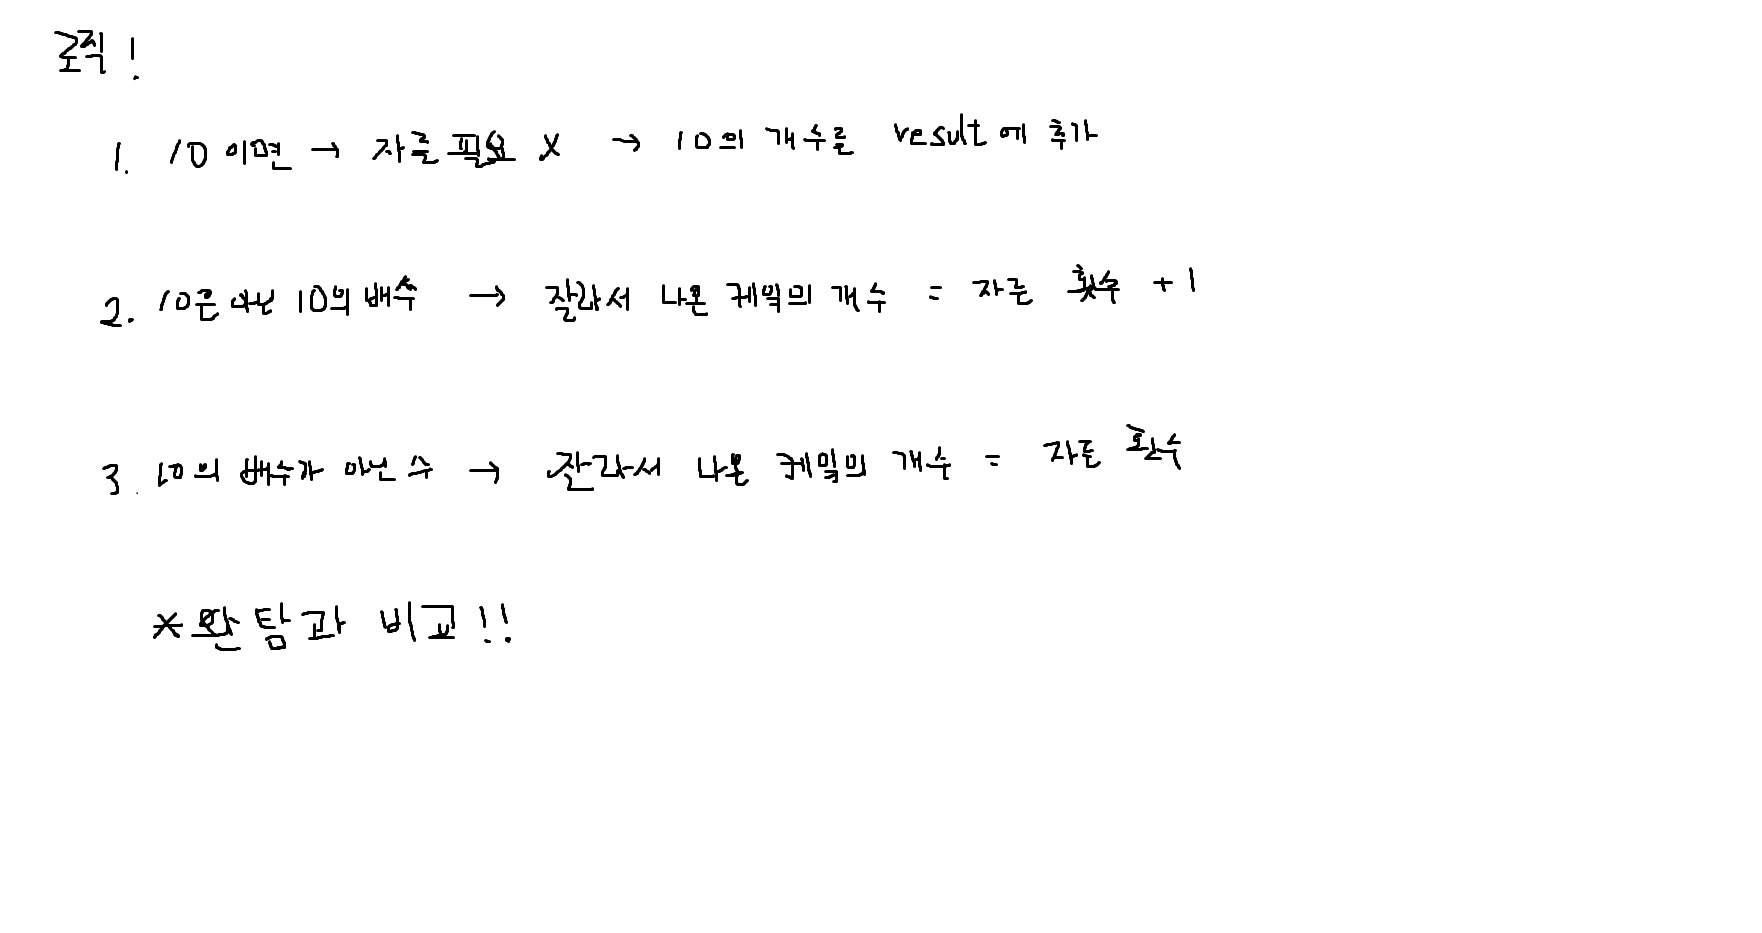 로직!
1. 10이면 → 자를 필요 X → 10의 개수를 result에 추가
2. 10은 아닌 10의 배수 → 잘라서 나온 케익의 개수 = 자른 횟수 + 1
3. 10의 배수가 아닌 수 → 잘라서 나온 케익의 개수 = 자른 횟수
*완탐과 비교!!